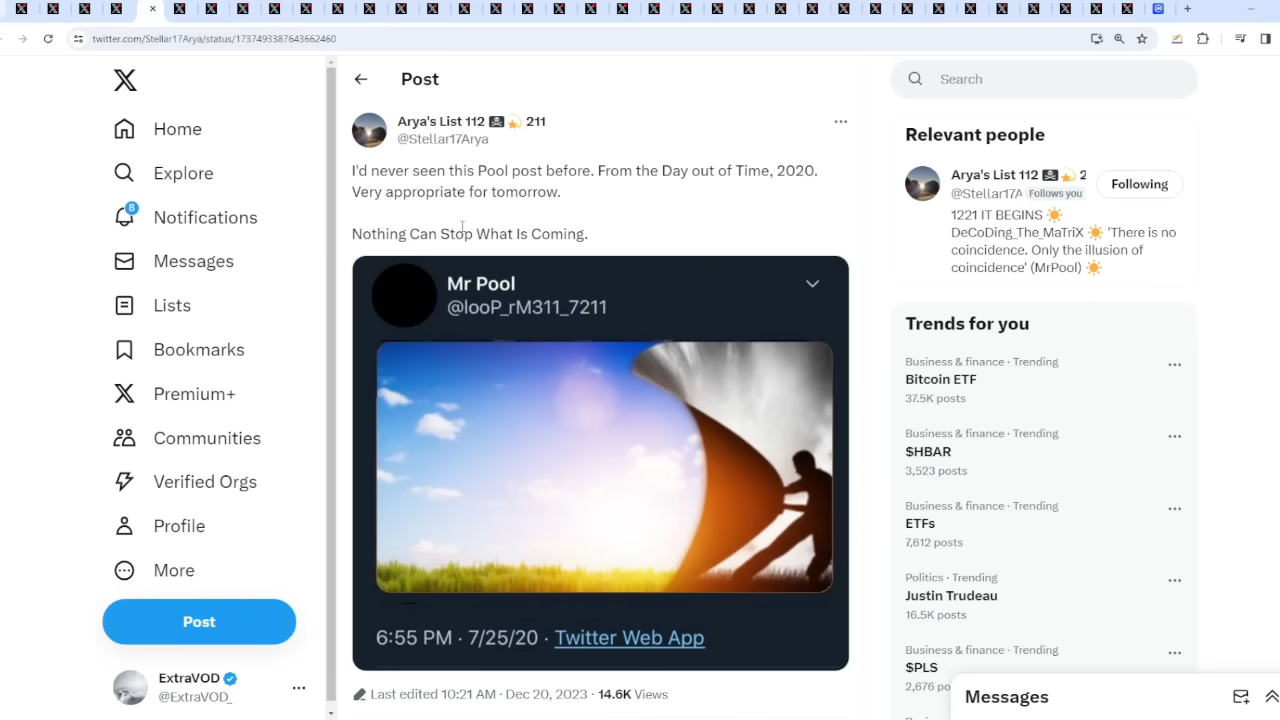 twitter.com/Stellar17Arya/status/1737493387643662460
Home
Explore
8
Notifications
Messages
Lists
Bookmarks
Premium+
Communities
Verified Orgs
Profile
More
Post
ExtraVOD
@ExtraVOD_
Post
Arya's List 112 🏴‍☠️ 💫 211
@Stellar17Arya
I'd never seen this Pool post before. From the Day out of Time, 2020.
Very appropriate for tomorrow.
Nothing Can Stop What Is Coming.
Mr Pool
@looP_rM311_7211
6:55 PM · 7/25/20 · Twitter Web App
Last edited 10:21 AM · Dec 20, 2023 · 14.6K Views
Search
Relevant people
Arya's List 112 🏴‍☠️ 💫 2
@Stellar17A Follows you
Following
1221 IT BEGINS ☀️
DeCoDing_The_MaTriX ☀️ 'There is no
coincidence. Only the illusion of
coincidence' (MrPool) ☀️
Trends for you
Business & finance · Trending
Bitcoin ETF
37.5K posts
Business & finance · Trending
$HBAR
3,523 posts
Business & finance · Trending
ETFs
7,612 posts
Politics · Trending
Justin Trudeau
16.5K posts
Business & finance · Trending
$PLS
2,676 po
Messages